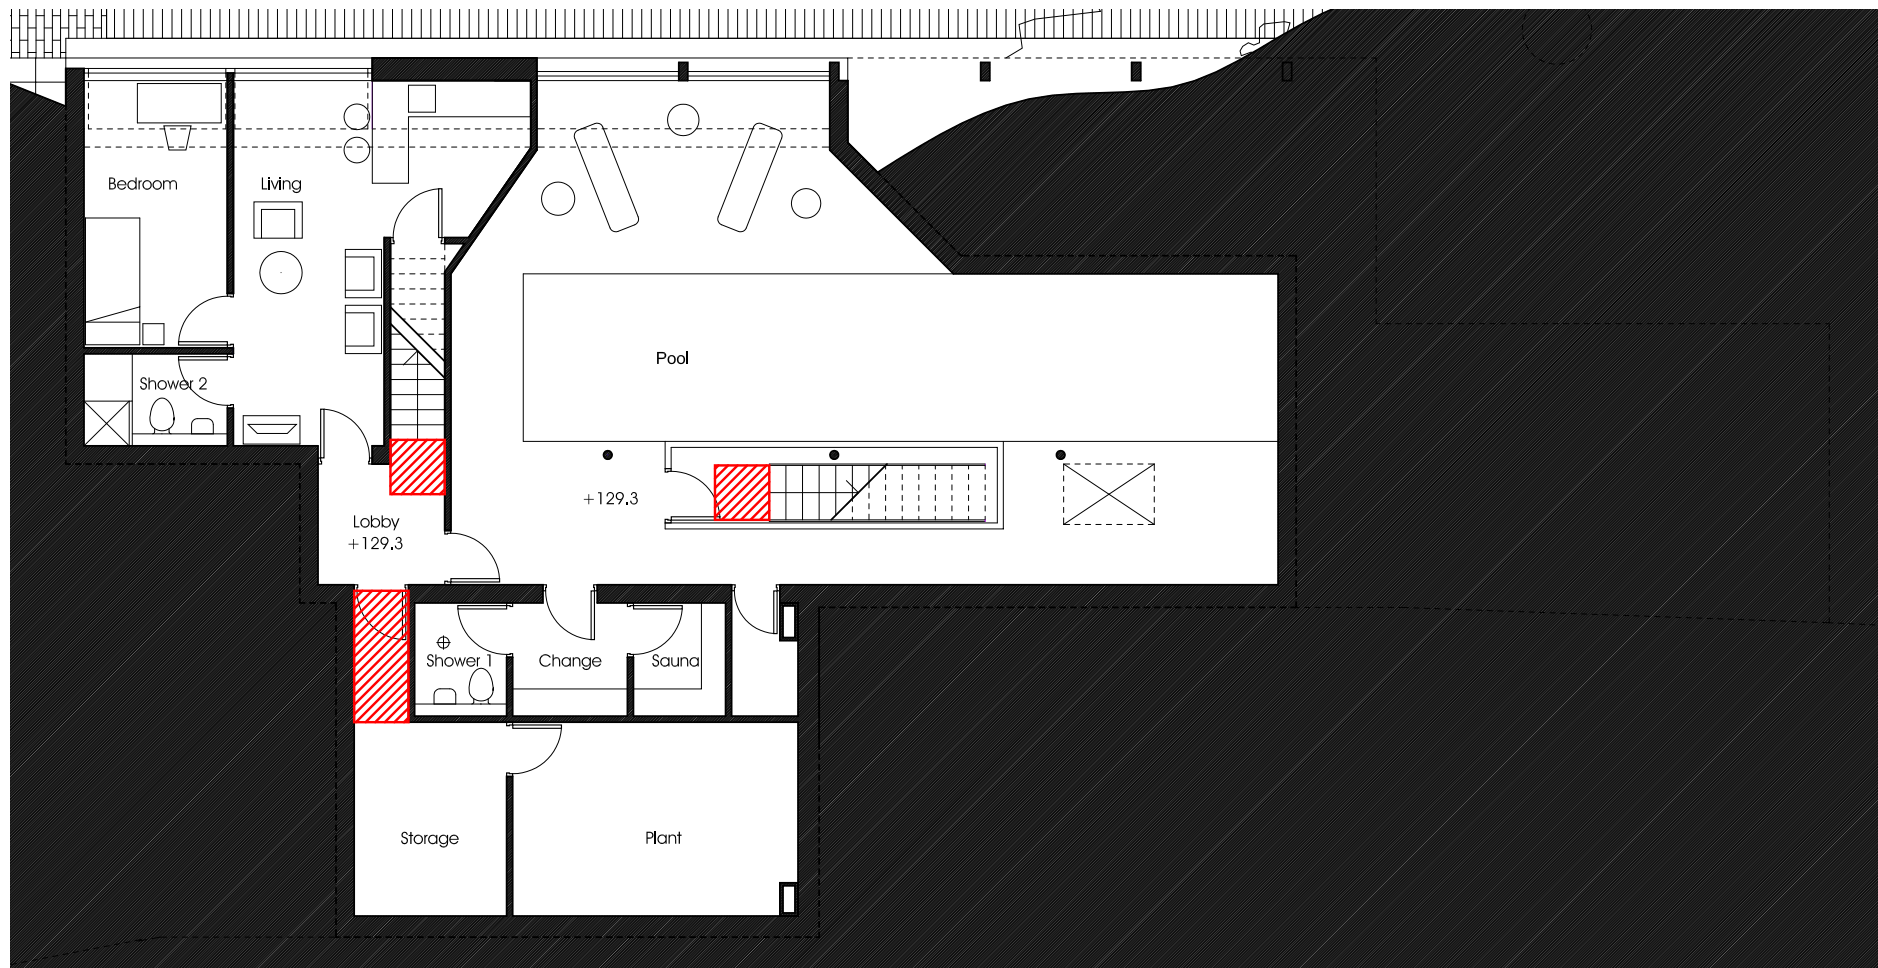 Bedroom
Living
Pool
Shower 2
+129.3
Lobby
+129.3
Shower 1
Change
Sauna
Storage
Plant